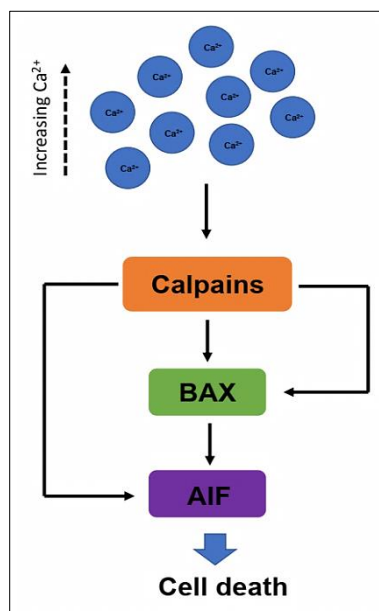 Ca²⁺
Ca²⁺
Ca²⁺
Ca²⁺
Ca²⁺
Ca²⁺
Ca²⁺
Ca²⁺
Ca²⁺
Increasing Ca²⁺
Calpains
BAX
AIF
Cell death